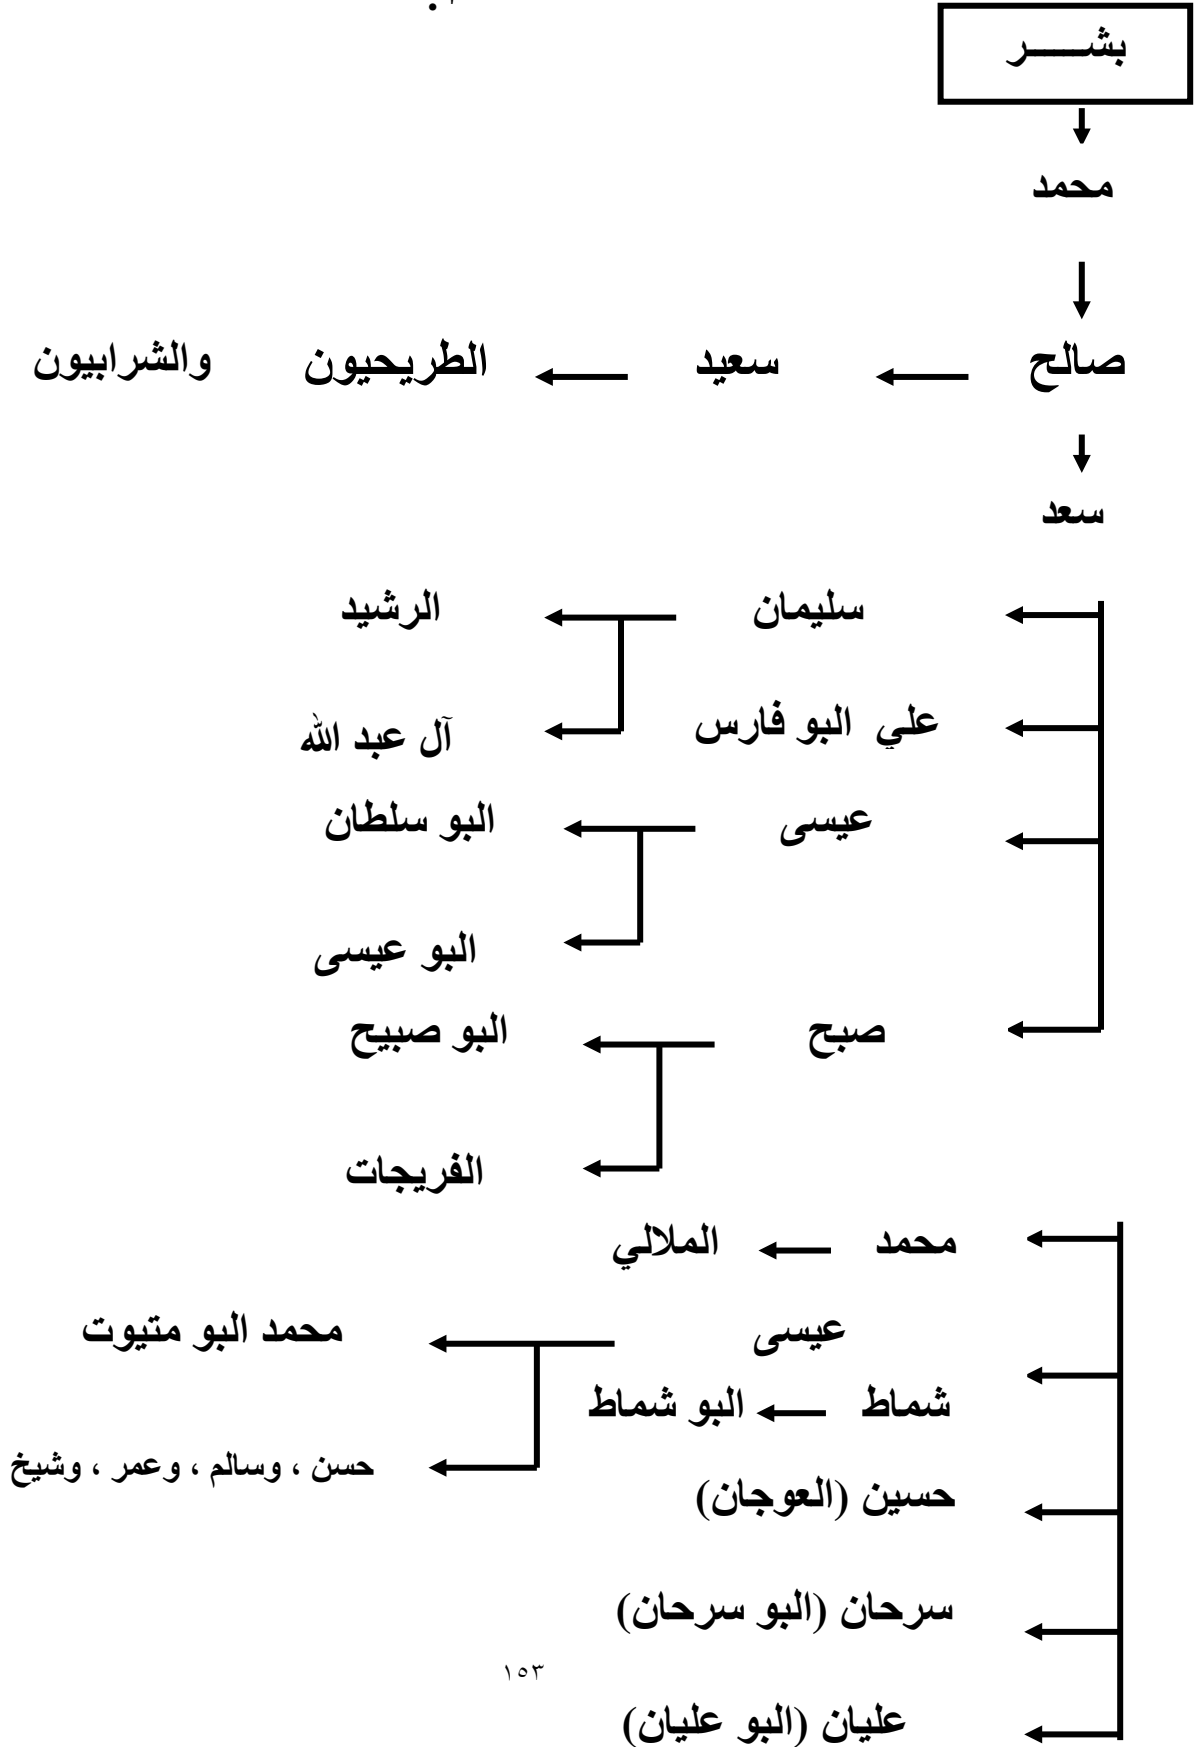 بشـــــر
محمد
صالح سعيد الطريحيون والشرابيون
سعد
سليمان الرشيد
علي البو فارس آل عبد الله
عيسى البو سلطان
البو عيسى
صبح البو صبيح
الفريجات
محمد الملالي
عيسى محمد البو متيوت
شماط البو شماط
حسن ، وسالم ، وعمر ، وشيخ
حسين (العوجان)
سرحان (البو سرحان)
١٥٣
عليان (البو عليان)